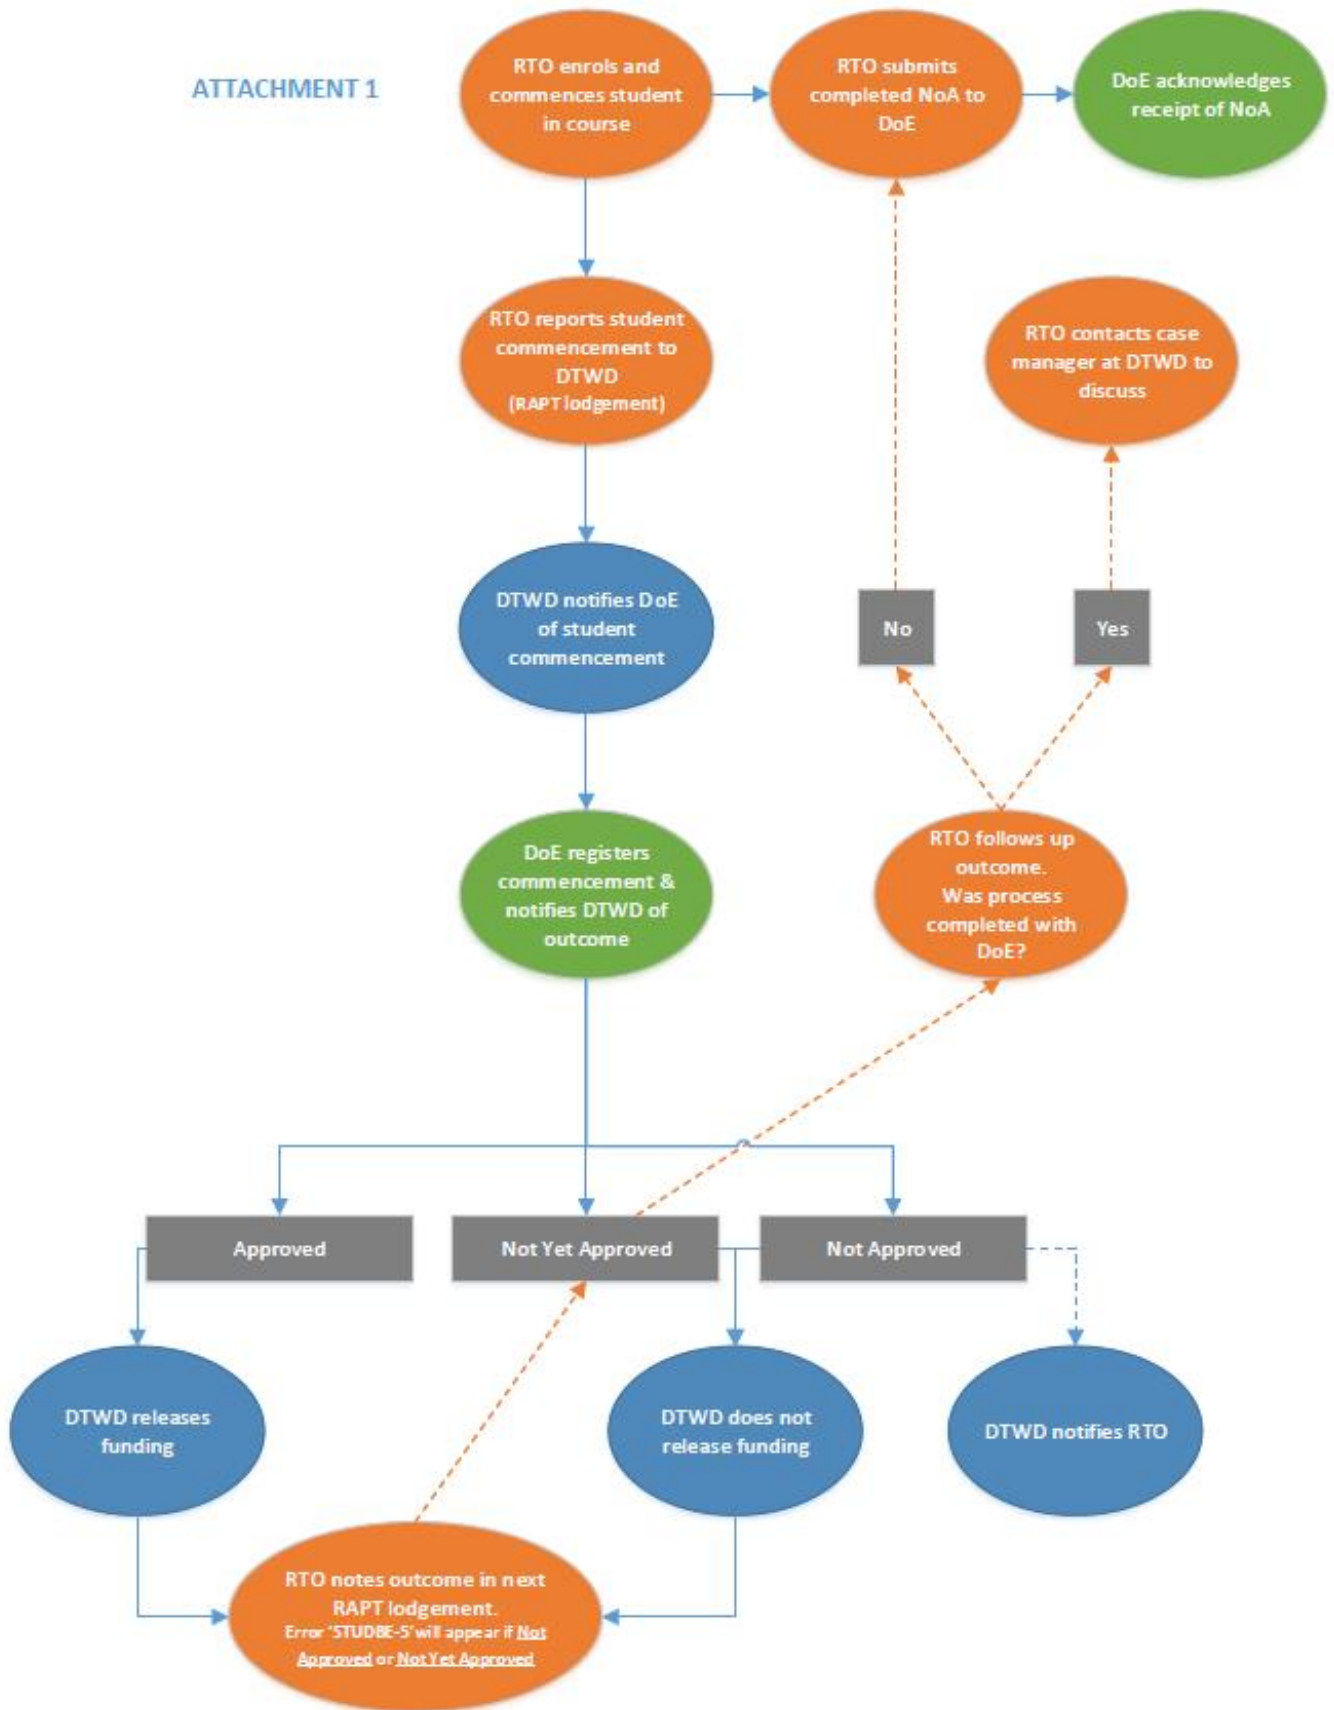 ATTACHMENT 1
RTO enrols and
commences student
in course
RTO submits
completed NoA to
DoE
DoE acknowledges
receipt of NoA
RTO reports student
commencement to
DTWD
(RAPT lodgement)
RTO contacts case
manager at DTWD to
discuss
DTWD notifies DoE
of student
commencement
No
Yes
DoE registers
commencement &
notifies DTWD of
outcome
RTO follows up
outcome.
Was process
completed with
DoE?
Approved
Not Yet Approved
Not Approved
DTWD releases
funding
DTWD does not
release funding
DTWD notifies RTO
RTO notes outcome in next
RAPT lodgement.
Error 'STUDBE-5' will appear if Not
Approved or Not Yet Approved